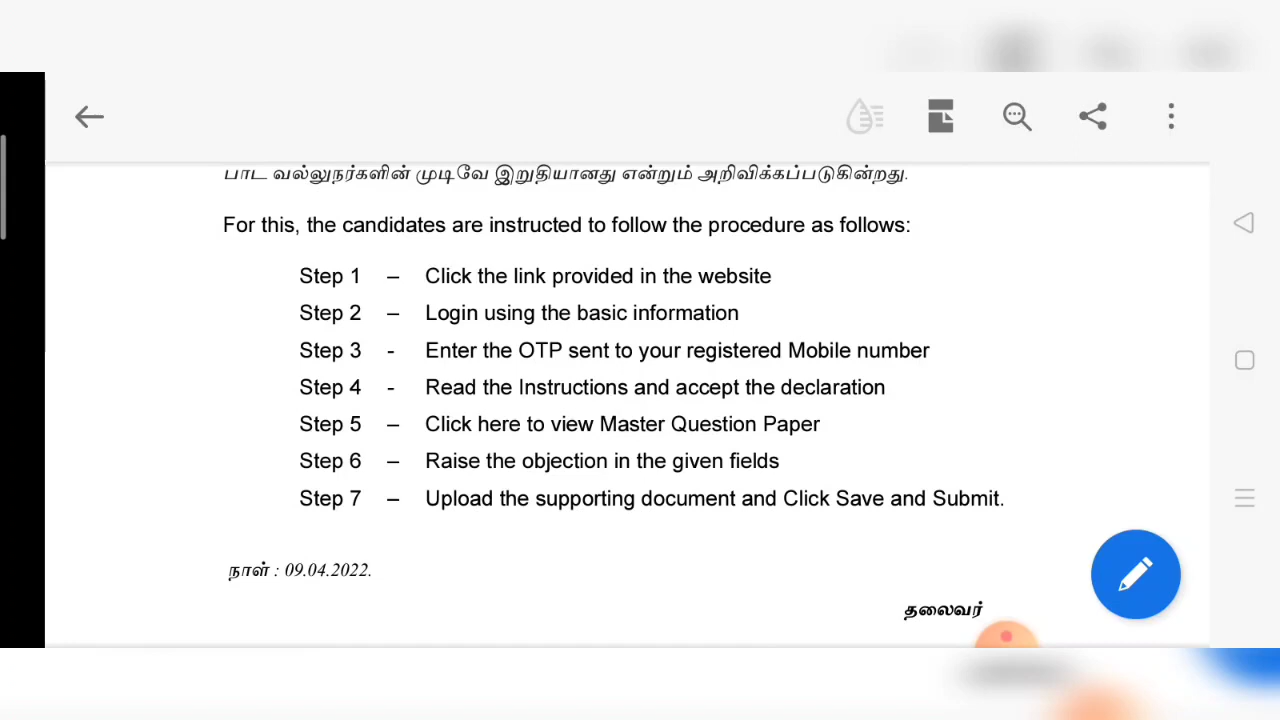 பாட வல்லுநர்களின் முடிவே இறுதியானது என்றும் அறிவிக்கப்படுகின்றது.
For this, the candidates are instructed to follow the procedure as follows:
Step 1 – Click the link provided in the website
Step 2 – Login using the basic information
Step 3 - Enter the OTP sent to your registered Mobile number
Step 4 - Read the Instructions and accept the declaration
Step 5 – Click here to view Master Question Paper
Step 6 – Raise the objection in the given fields
Step 7 – Upload the supporting document and Click Save and Submit.
நாள் : 09.04.2022.
தலைவர்